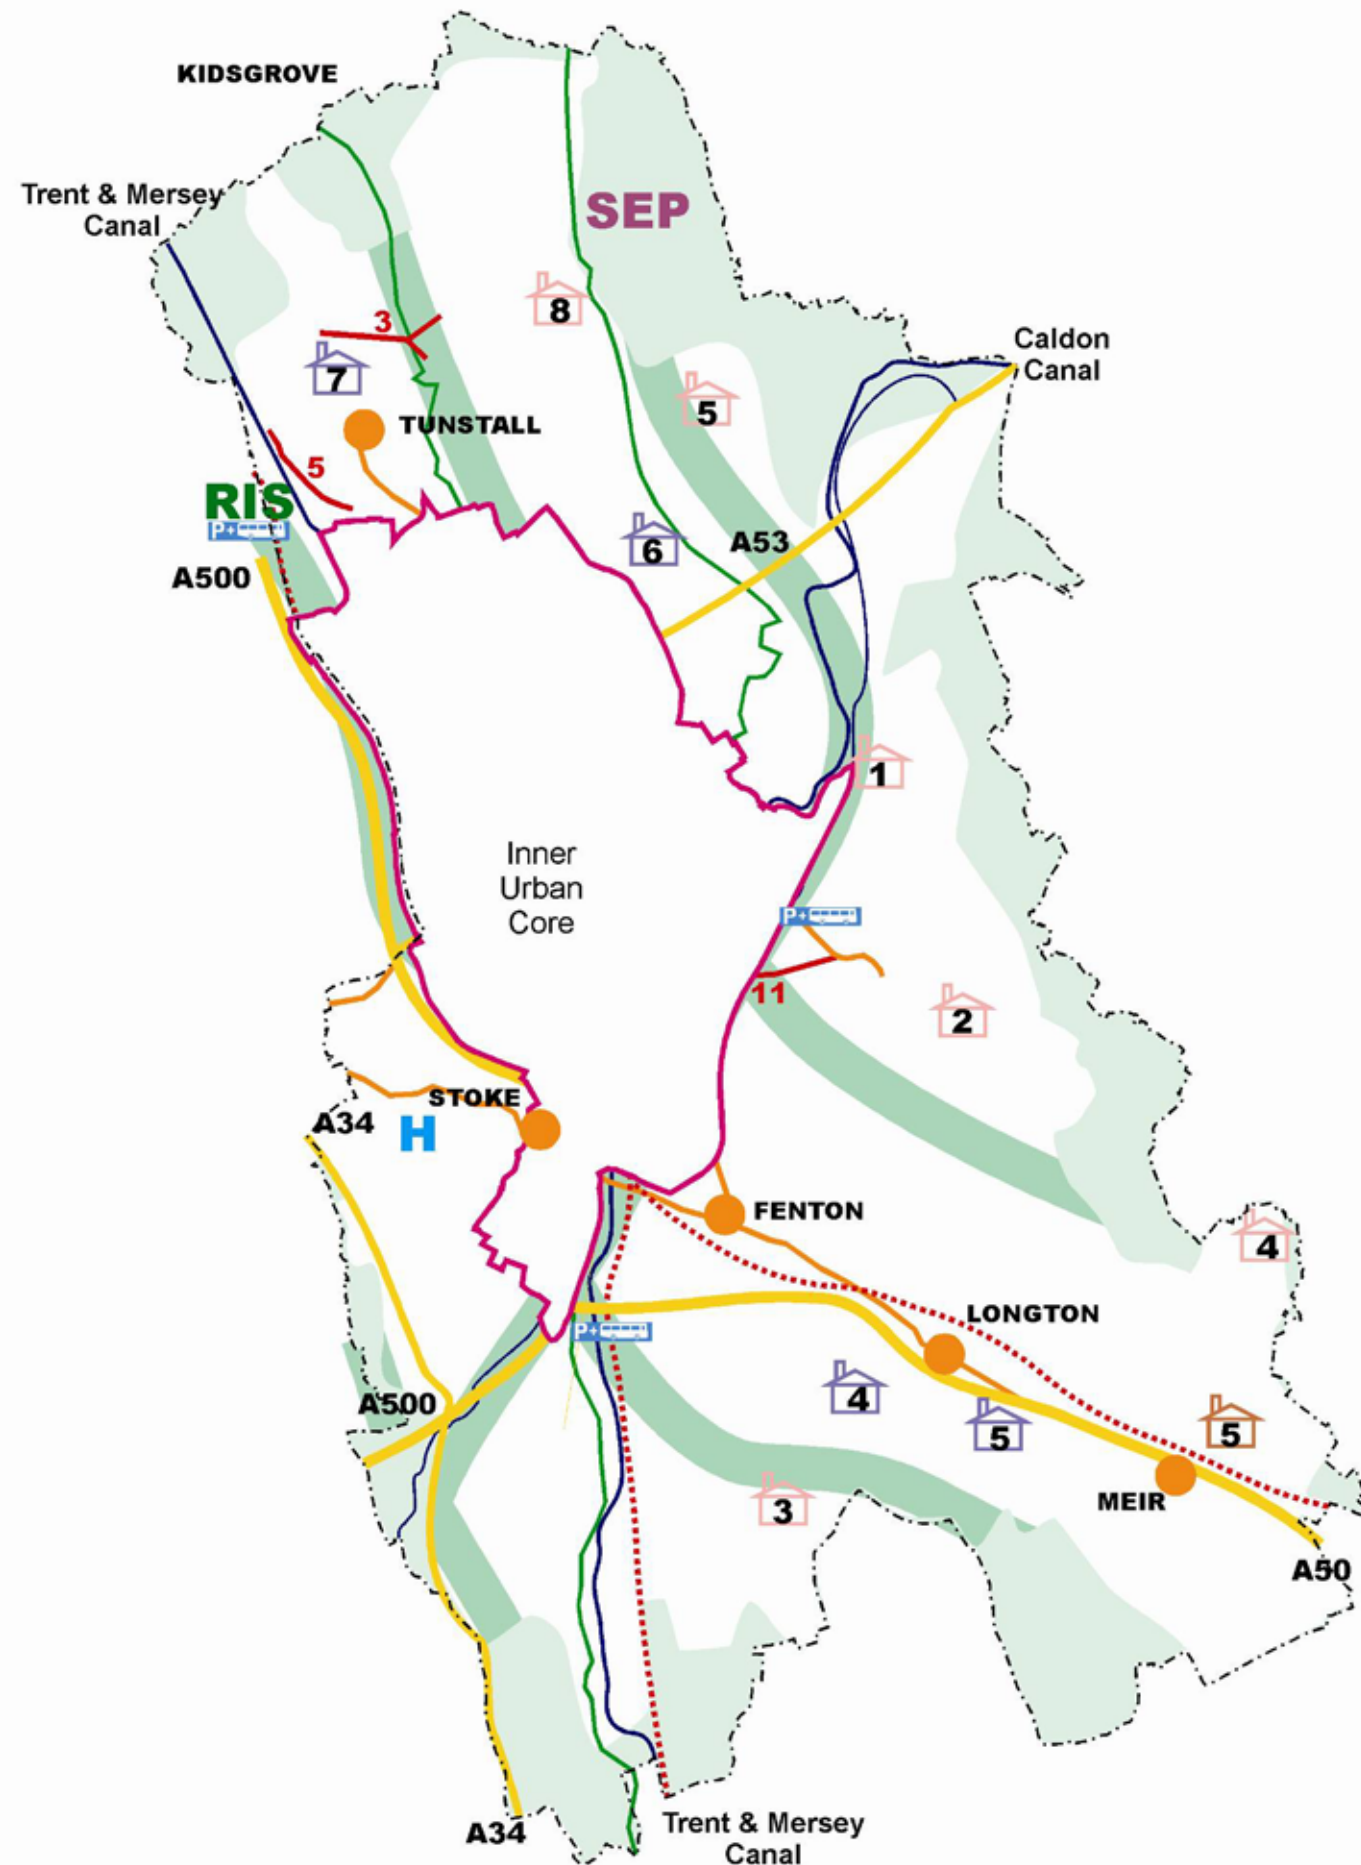 KIDSGROVE
Trent & Mersey
Canal
SEP
8
3
7
Caldon
Canal
5
TUNSTALL
5
RIS
P+
6
A53
A500
1
Inner
Urban
Core
P+
11
2
STOKE
A34
H
FENTON
4
LONGTON
P+
4
A500
5
5
3
MEIR
A50
A34
Trent & Mersey
Canal